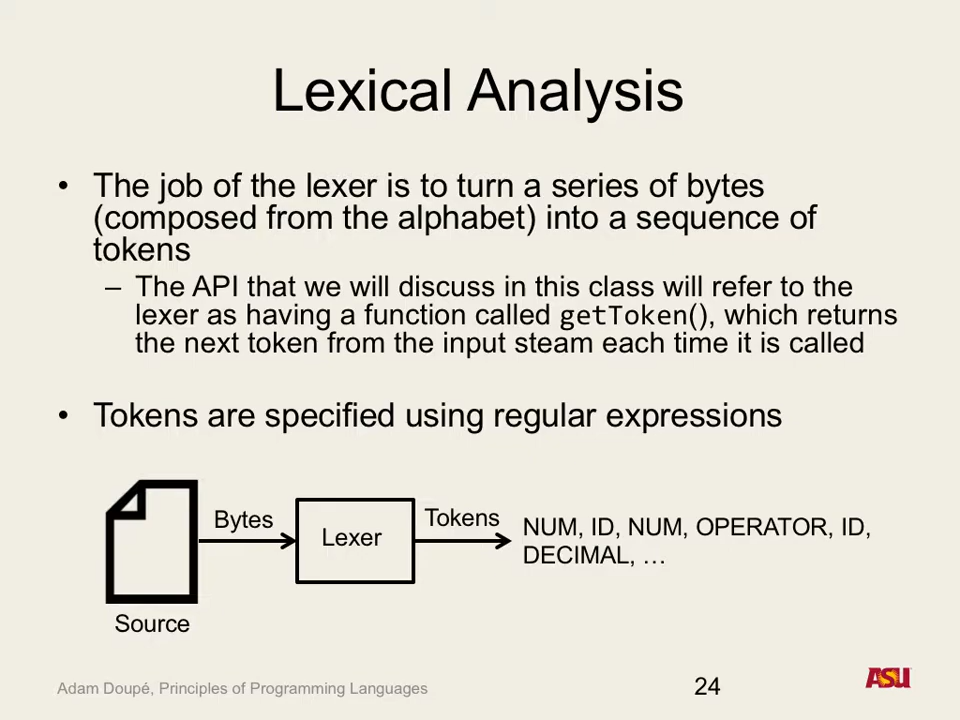 Lexical Analysis
• The job of the lexer is to turn a series of bytes
(composed from the alphabet) into a sequence of
tokens
– The API that we will discuss in this class will refer to the
lexer as having a function called getToken(), which returns
the next token from the input steam each time it is called
• Tokens are specified using regular expressions
Bytes
Lexer
Tokens
NUM, ID, NUM, OPERATOR, ID,
DECIMAL, …
Source
Adam Doupé, Principles of Programming Languages
24
ASU